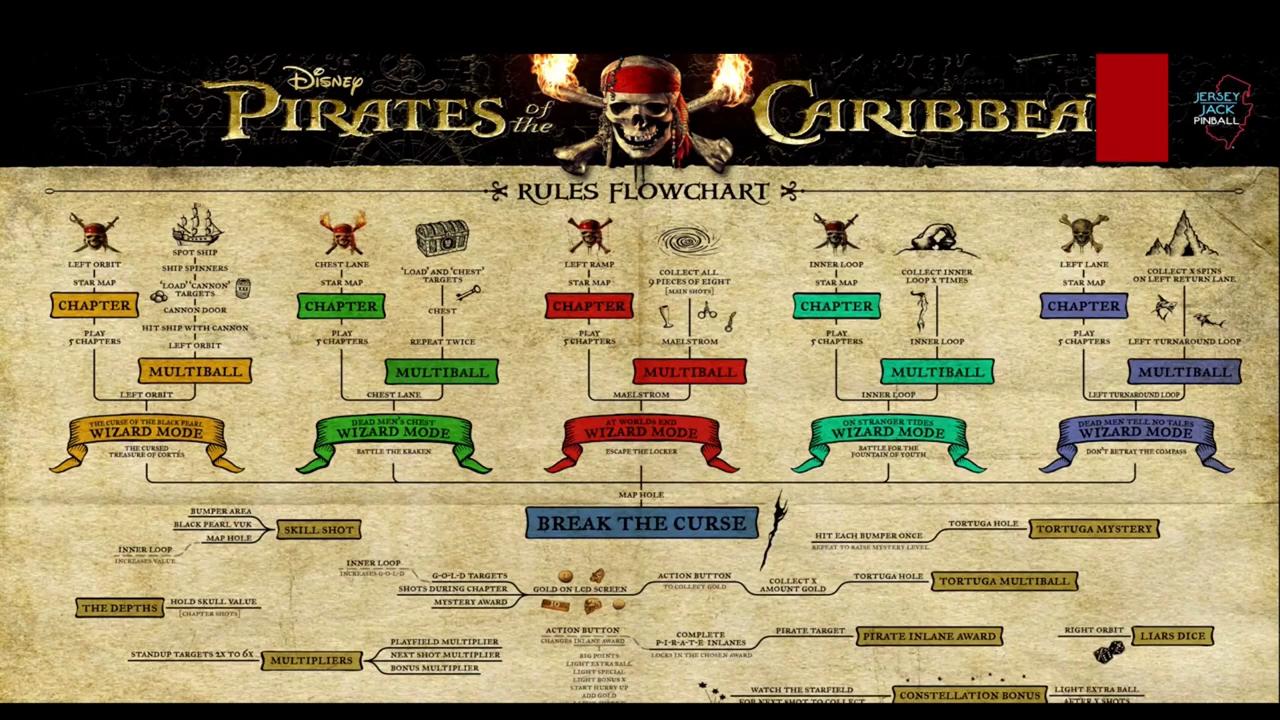 DISNEY
PIRATES of the CARIBBEA
JERSEY
JACK
PINBALL
RULES FLOWCHART
LEFT ORBIT
STAR MAP
CHAPTER
PLAY
5 CHAPTERS
SPOT SHIP
SHIP SPINNERS
'LOAD' 'CANNON'
TARGETS
CANNON DOOR
HIT SHIP WITH CANNON
LEFT ORBIT
MULTIBALL
LEFT ORBIT
THE CURSE OF THE BLACK PEARL
WIZARD MODE
THE CURSED
TREASURE OF CORTÉS
CHEST LANE
STAR MAP
CHAPTER
PLAY
5 CHAPTERS
'LOAD' AND 'CHEST'
TARGETS
CHEST
REPEAT TWICE
MULTIBALL
CHEST LANE
DEAD MEN'S CHEST
WIZARD MODE
BATTLE THE KRAKEN
LEFT RAMP
STAR MAP
CHAPTER
PLAY
5 CHAPTERS
COLLECT ALL
9 PIECES OF EIGHT
[MAIN SHOTS]
MAELSTROM
MULTIBALL
MAELSTROM
AT WORLDS END
WIZARD MODE
ESCAPE THE LOCKER
INNER LOOP
STAR MAP
CHAPTER
PLAY
5 CHAPTERS
COLLECT INNER
LOOP X TIMES
INNER LOOP
MULTIBALL
INNER LOOP
ON STRANGER TIDES
WIZARD MODE
BATTLE FOR THE
FOUNTAIN OF YOUTH
LEFT LANE
STAR MAP
CHAPTER
PLAY
5 CHAPTERS
COLLECT X SPINS
ON LEFT RETURN LANE
LEFT TURNAROUND LOOP
MULTIBALL
LEFT TURNAROUND LOOP
DEAD MEN TELL NO TALES
WIZARD MODE
DON'T BETRAY THE COMPASS
MAP HOLE
BREAK THE CURSE
BUMPER AREA
BLACK PEARL VUK
MAP HOLE
SKILL SHOT
INNER LOOP
INCREASES VALUE
HIT EACH BUMPER ONCE
REPEAT TO RAISE MYSTERY LEVEL
TORTUGA HOLE
TORTUGA MYSTERY
INNER LOOP
INCREASES G-O-L-D
G-O-L-D TARGETS
SHOTS DURING CHAPTER
MYSTERY AWARD
GOLD ON LCD SCREEN
ACTION BUTTON
TO COLLECT GOLD
COLLECT X
AMOUNT GOLD
TORTUGA HOLE
TORTUGA MULTIBALL
THE DEPTHS
HOLD SKULL VALUE
[CHAPTER SHOTS]
ACTION BUTTON
CHANGES INLANE AWARD
BIG POINTS
LIGHT EXTRA BALL
LIGHT SPECIAL
LIGHT BONUS X
START HURRY UP
ADD GOLD
COMPLETE
P-I-R-A-T-E INLANES
LOCKS IN THE CHOSEN AWARD
PIRATE TARGET
PIRATE INLANE AWARD
RIGHT ORBIT
LIARS DICE
STANDUP TARGETS 2X TO 6X
MULTIPLIERS
PLAYFIELD MULTIPLIER
NEXT SHOT MULTIPLIER
BONUS MULTIPLIER
WATCH THE STARFIELD
FOR NEXT SHOT TO COLLECT
CONSTELLATION BONUS
LIGHT EXTRA BALL
AFTER X SHOTS